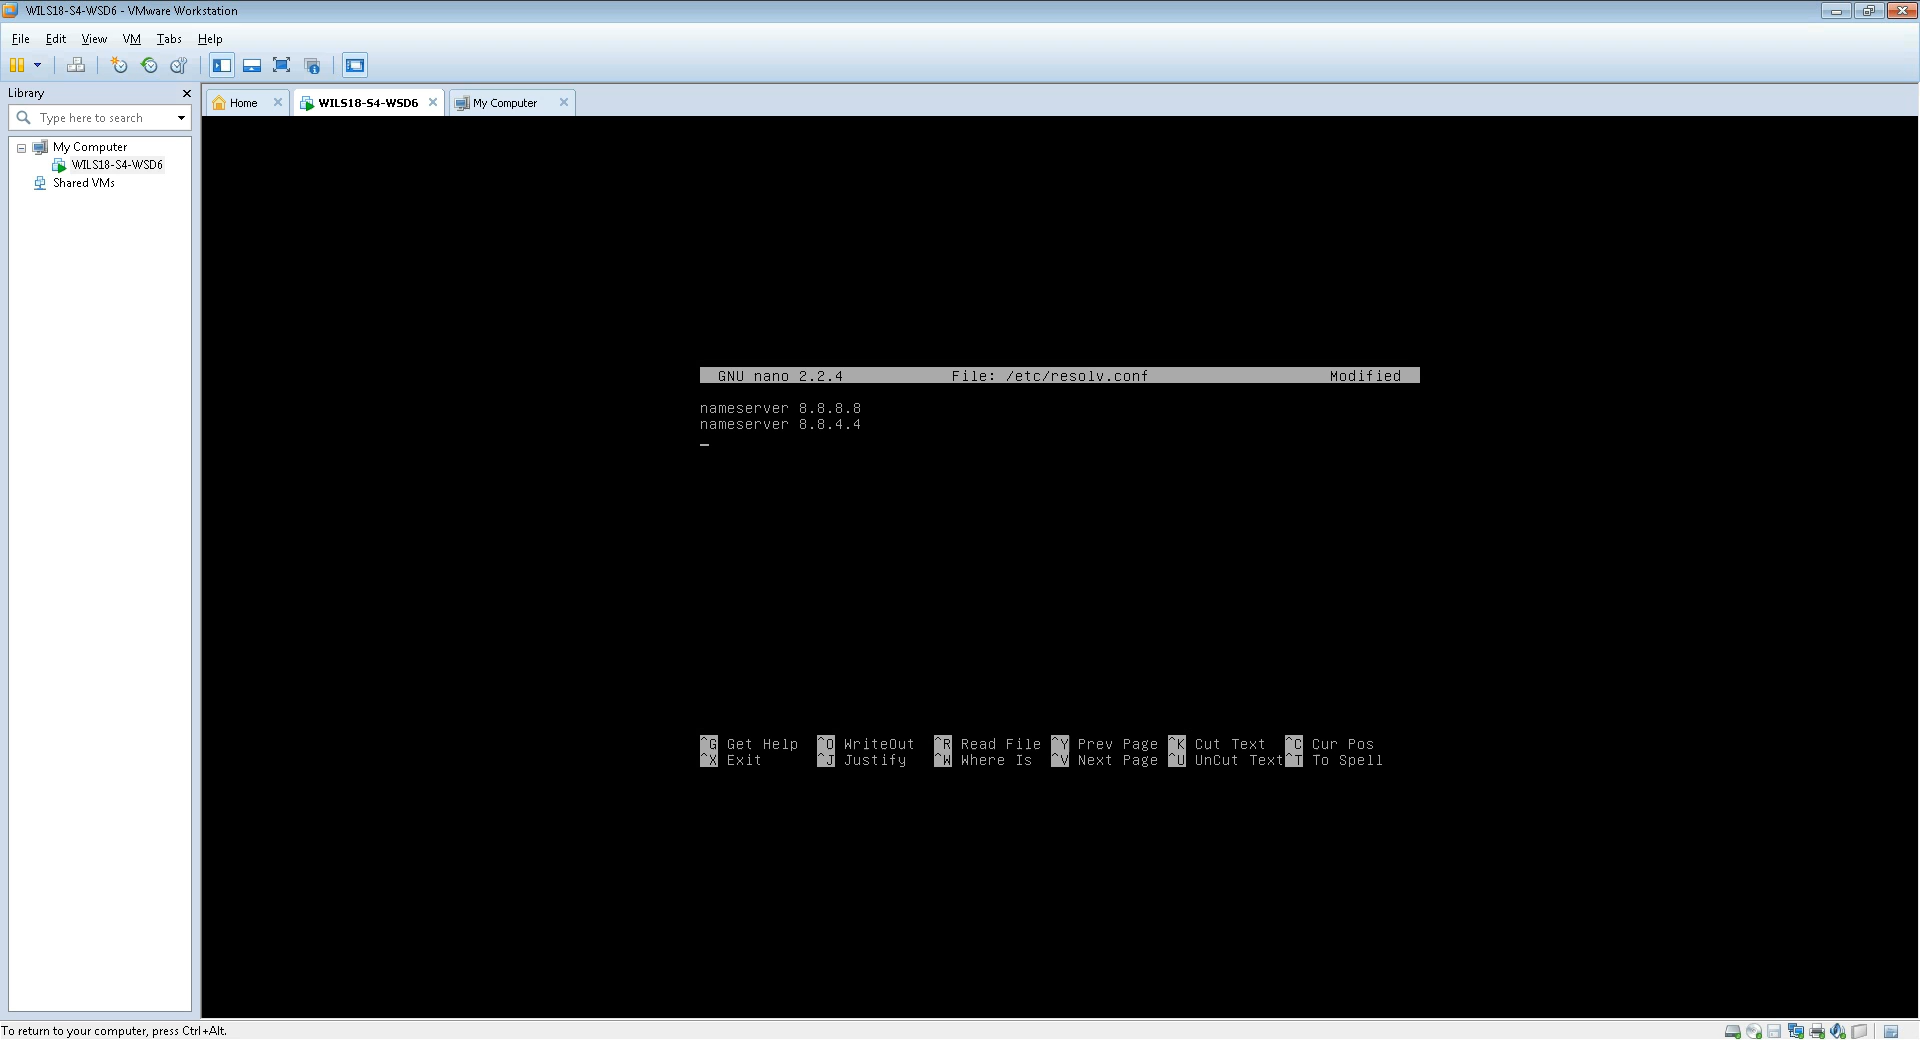 WILS18-S4-WSD6 - VMware Workstation
File Edit View VM Tabs Help
Library
Type here to search
My Computer
WILS18-S4-WSD6
Shared VMs
Home
WILS18-S4-WSD6
My Computer
GNU nano 2.2.4 File: /etc/resolv.conf Modified
nameserver 8.8.8.8
nameserver 8.8.4.4
^G Get Help ^O WriteOut ^R Read File ^Y Prev Page ^K Cut Text ^C Cur Pos
^X Exit ^J Justify ^W Where Is ^V Next Page ^U UnCut Text ^T To Spell
To return to your computer, press Ctrl+Alt.